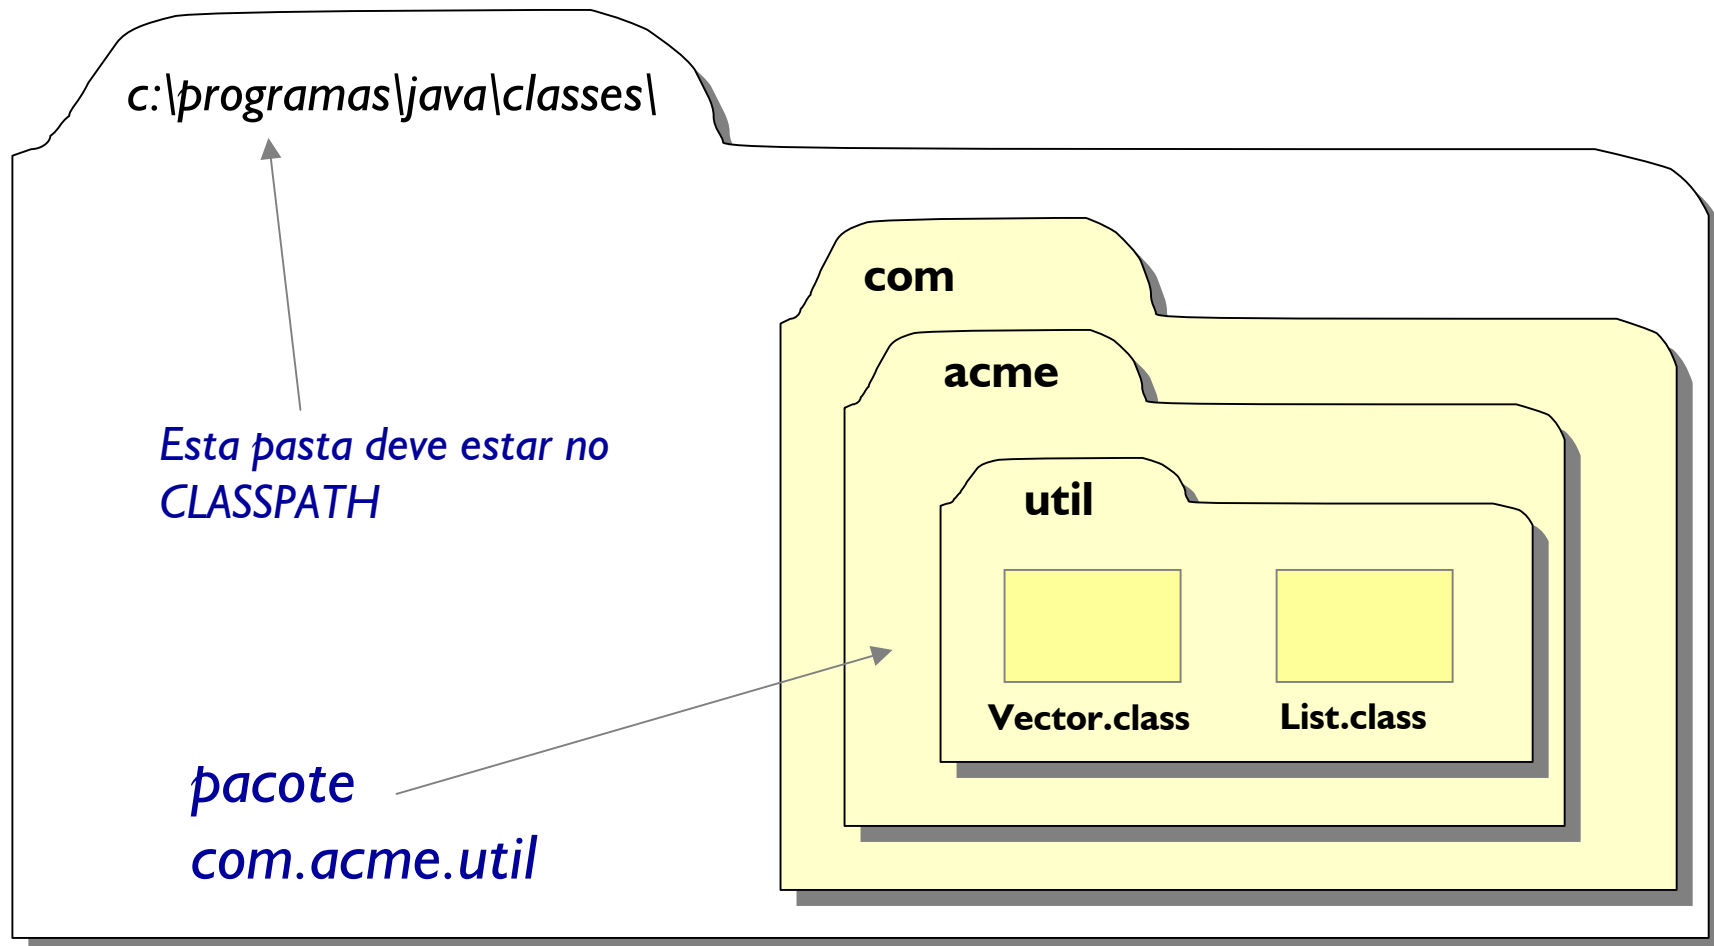 c:\programas\java\classes\
com
acme
Esta pasta deve estar no
CLASSPATH
util
Vector.class
List.class
pacote
com.acme.util